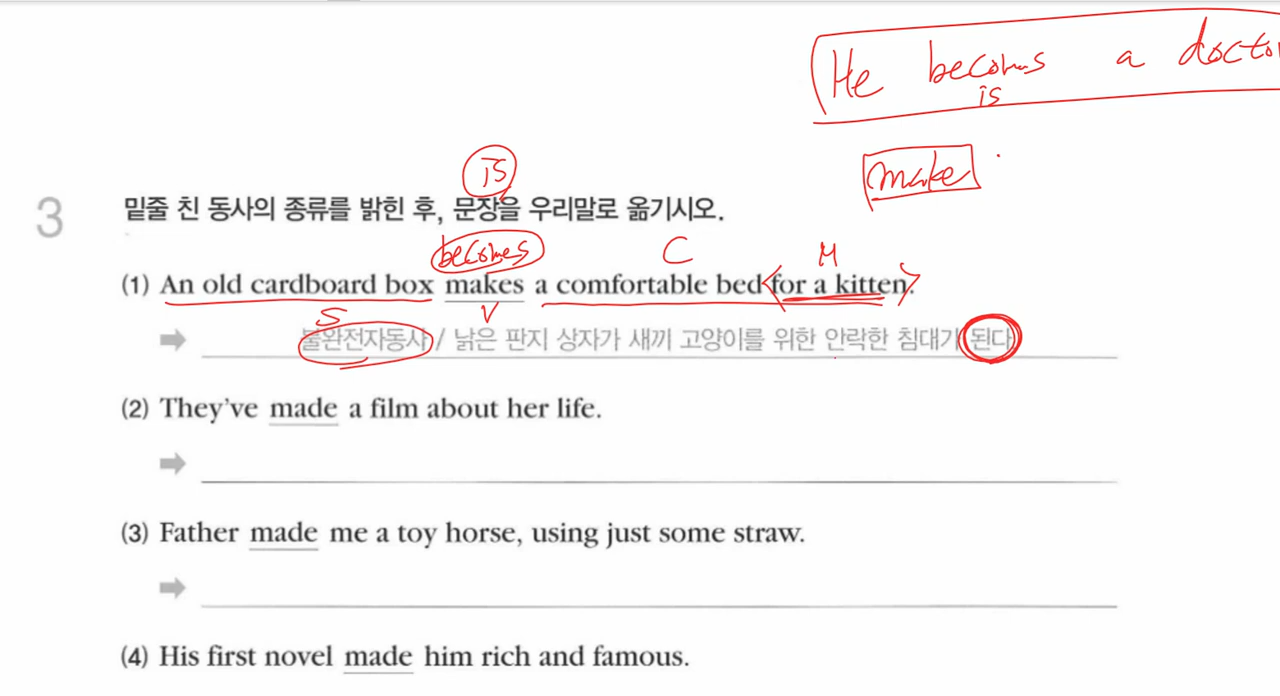 He becomes a docto
is
make
is
3 밑줄 친 동사의 종류를 밝힌 후, 문장을 우리말로 옮기시오.
becomes C M
(1) An old cardboard box makes a comfortable bed <for a kitten>.
S V
➡ 불완전자동사 / 낡은 판지 상자가 새끼 고양이를 위한 안락한 침대가 된다
(2) They've made a film about her life.
➡
(3) Father made me a toy horse, using just some straw.
➡
(4) His first novel made him rich and famous.